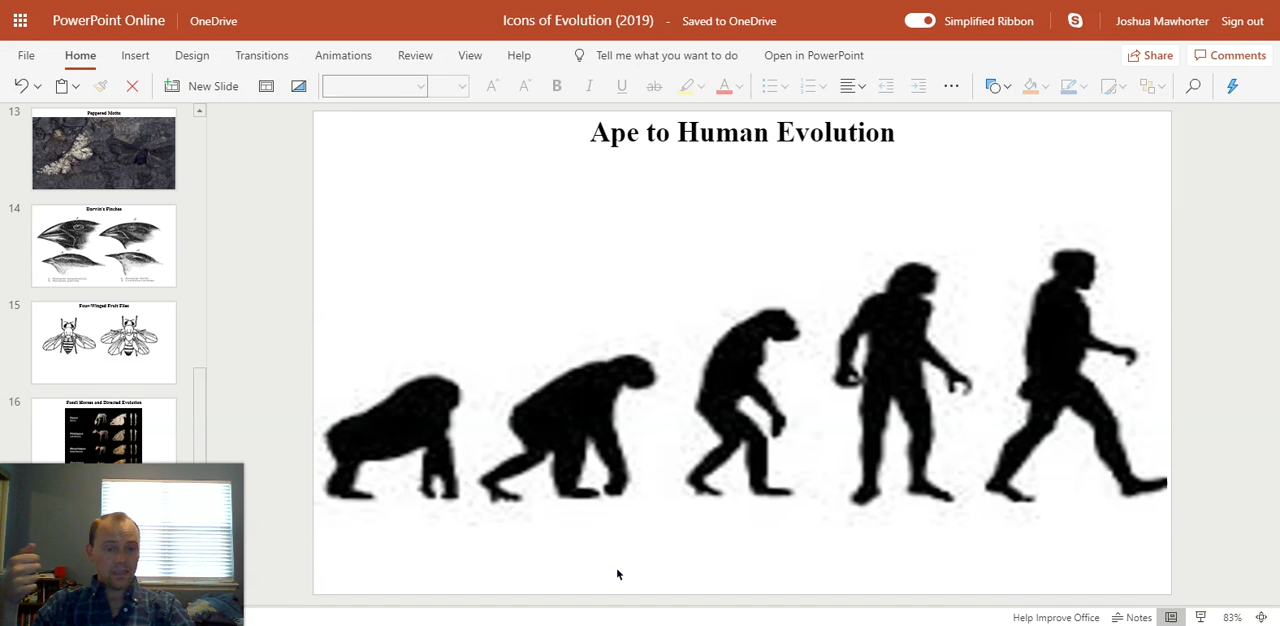 PowerPoint Online OneDrive Icons of Evolution (2019) - Saved to OneDrive Simplified Ribbon Joshua Mawhorter Sign out
File Home Insert Design Transitions Animations Review View Help Tell me what you want to do Open in PowerPoint Share Comments
New Slide A A B I U ab A
13
Peppered Moths
14
Darwin's Finches
15
Four-Winged Fruit Flies
16
Fossil Horses and Directed Evolution
Ape to Human Evolution
Help Improve Office Notes 83%